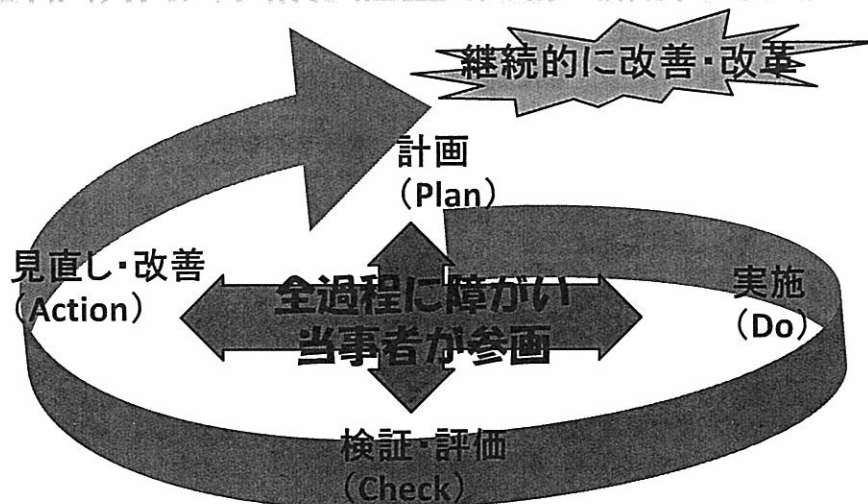 継続的に改善・改革
計画
(Plan)
見直し・改善
(Action)
全過程に障がい
当事者が参画
実施
(Do)
検証・評価
(Check)